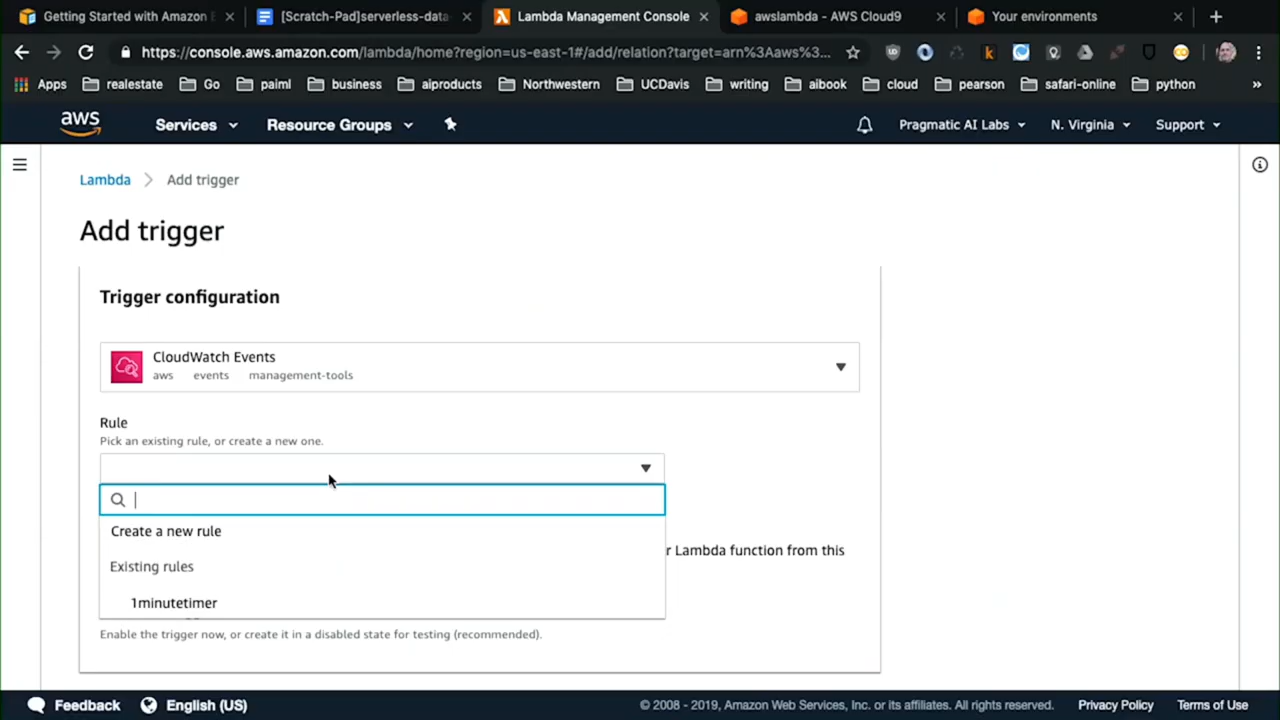 Getting Started with Amazon E
[Scratch-Pad]serverless-data-
Lambda Management Console
awslambda - AWS Cloud9
Your environments
https://console.aws.amazon.com/lambda/home?region=us-east-1#/add/relation?target=arn%3Aaws%3...
Apps realestate Go paiml business aiproducts Northwestern UCDavis writing aibook cloud pearson safari-online python »
aws Services Resource Groups Pragmatic AI Labs N. Virginia Support
Lambda > Add trigger
Add trigger
Trigger configuration
CloudWatch Events
aws events management-tools
Rule
Pick an existing rule, or create a new one.
Create a new rule
r Lambda function from this
Existing rules
1minutetimer
Enable the trigger now, or create it in a disabled state for testing (recommended).
Feedback English (US) © 2008 - 2019, Amazon Web Services, Inc. or its affiliates. All rights reserved. Privacy Policy Terms of Use